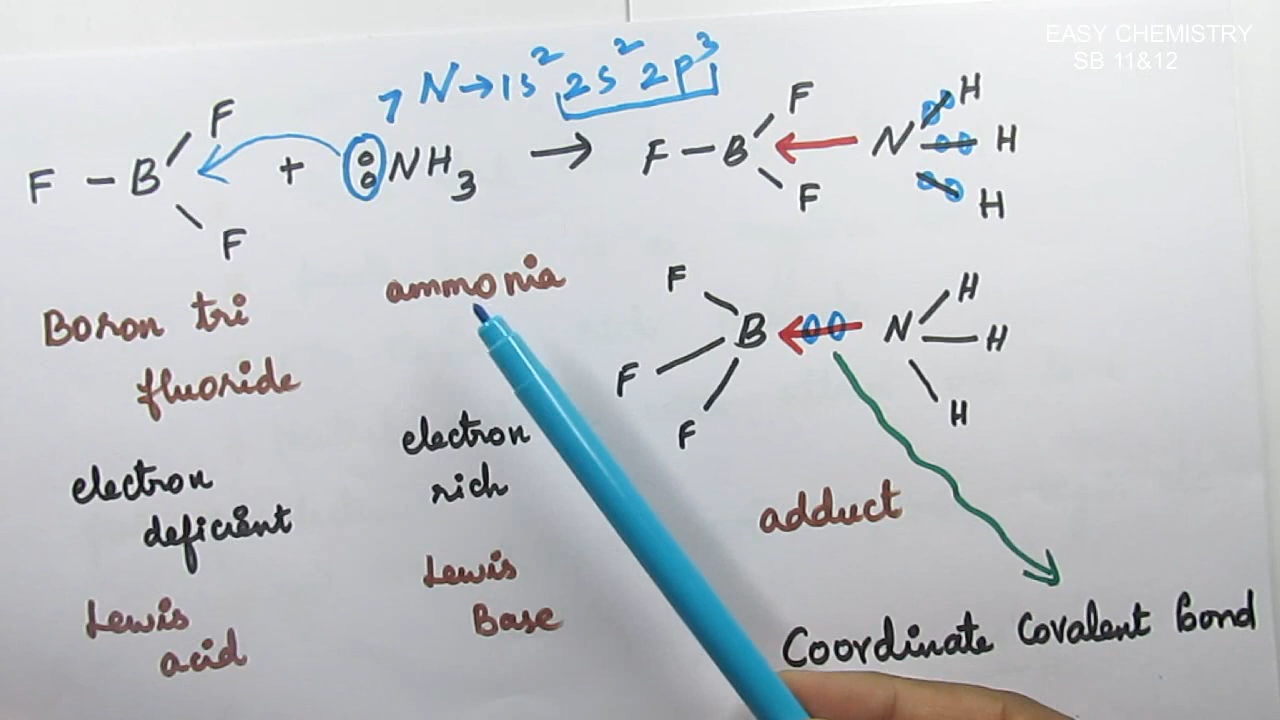 EASY CHEMISTRY
SB 11&12
7 N → 1s² 2s² 2p³
F – B F F + NH3 → F – B F F ← N H H H
Boron tri
fluoride
ammonia
F F F B ← N H H H
electron
deficient
electron
rich
adduct
Lewis
acid
Lewis
Base
Coordinate Covalent Bond